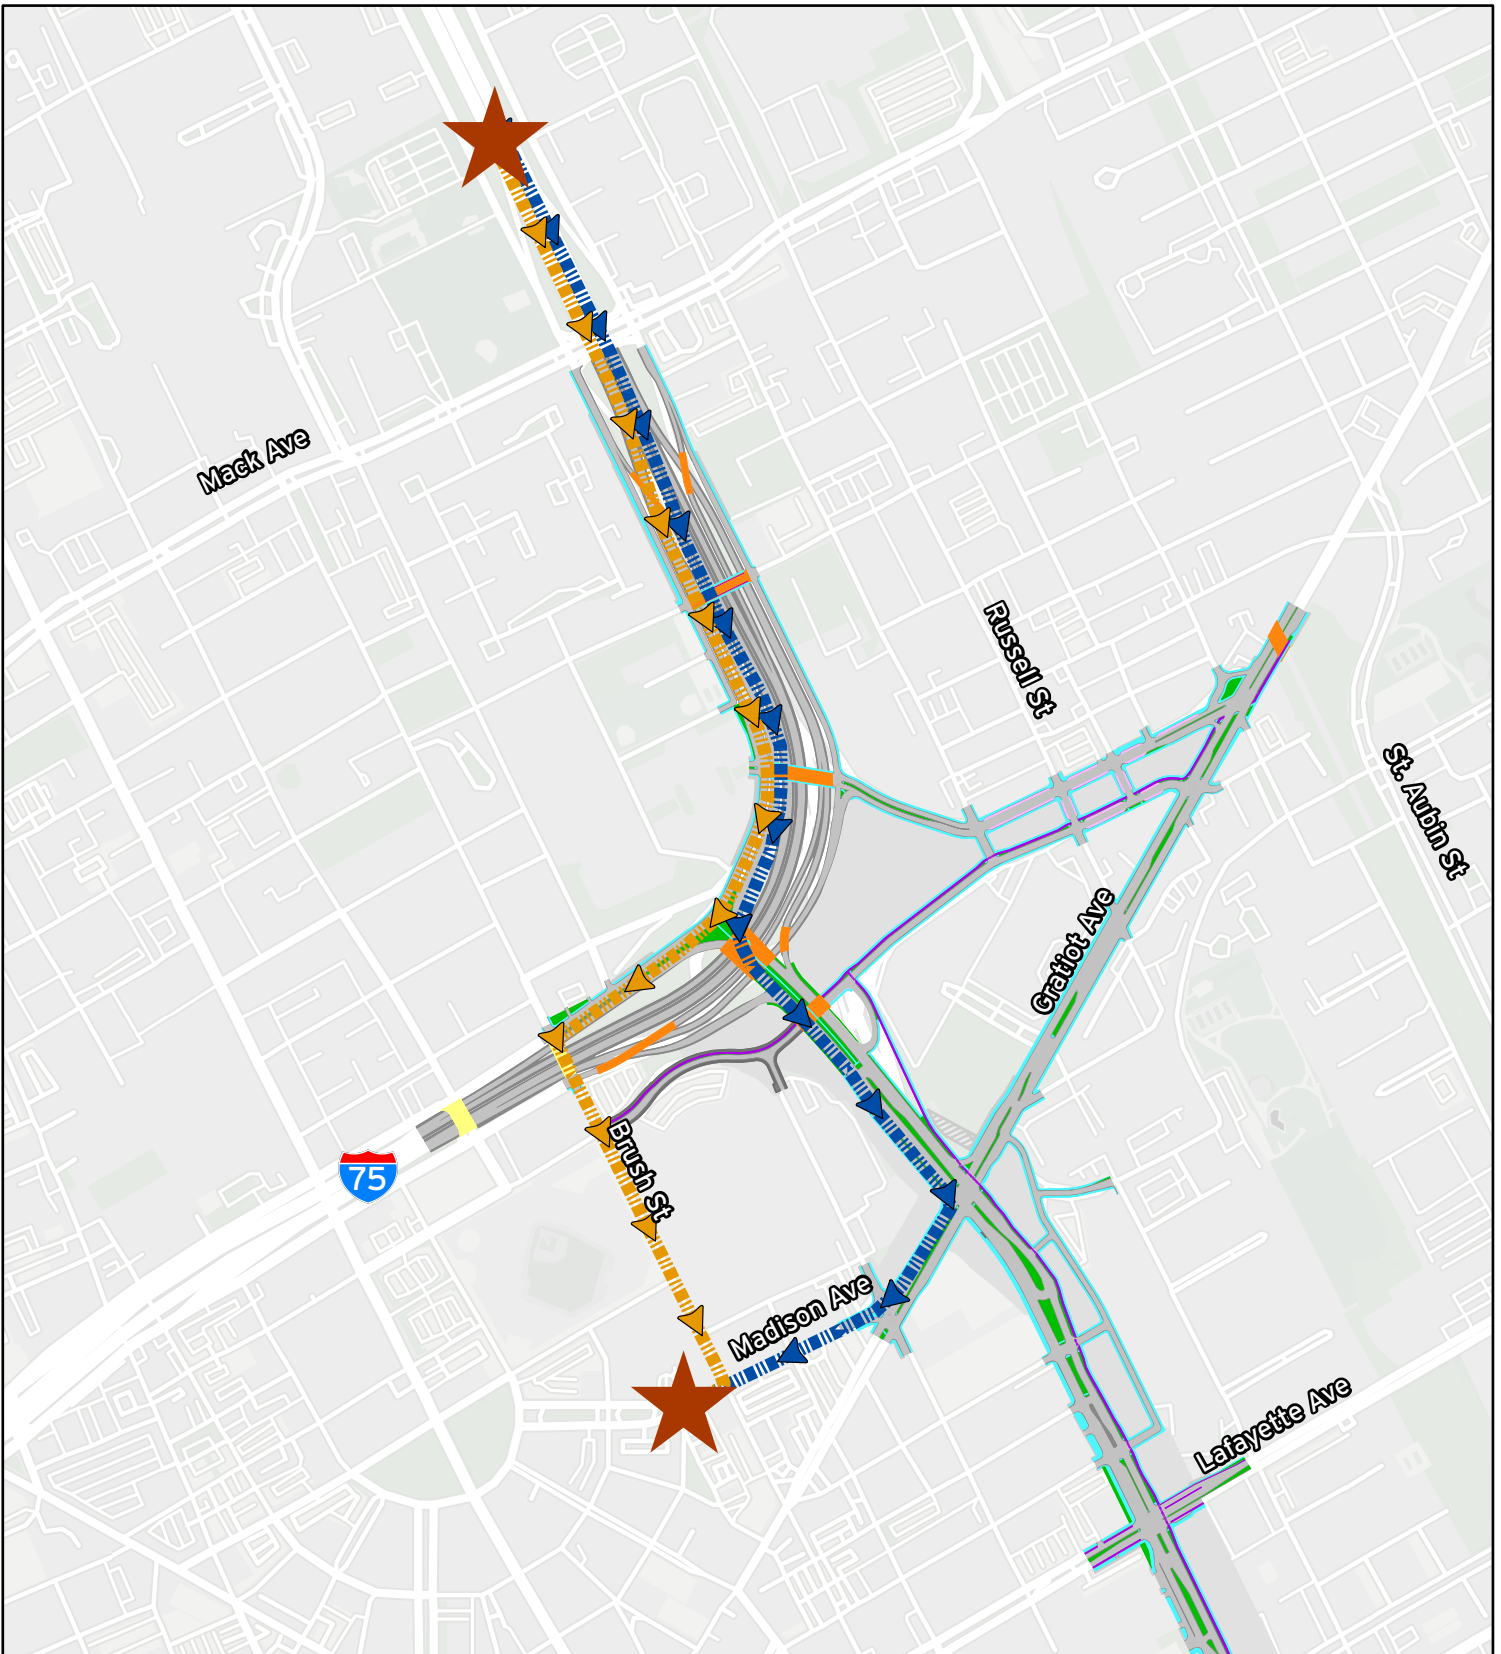 Mack Ave
Russell St
St. Aubin St
Gratiot Ave
75
Brush St
Madison Ave
Lafayette Ave